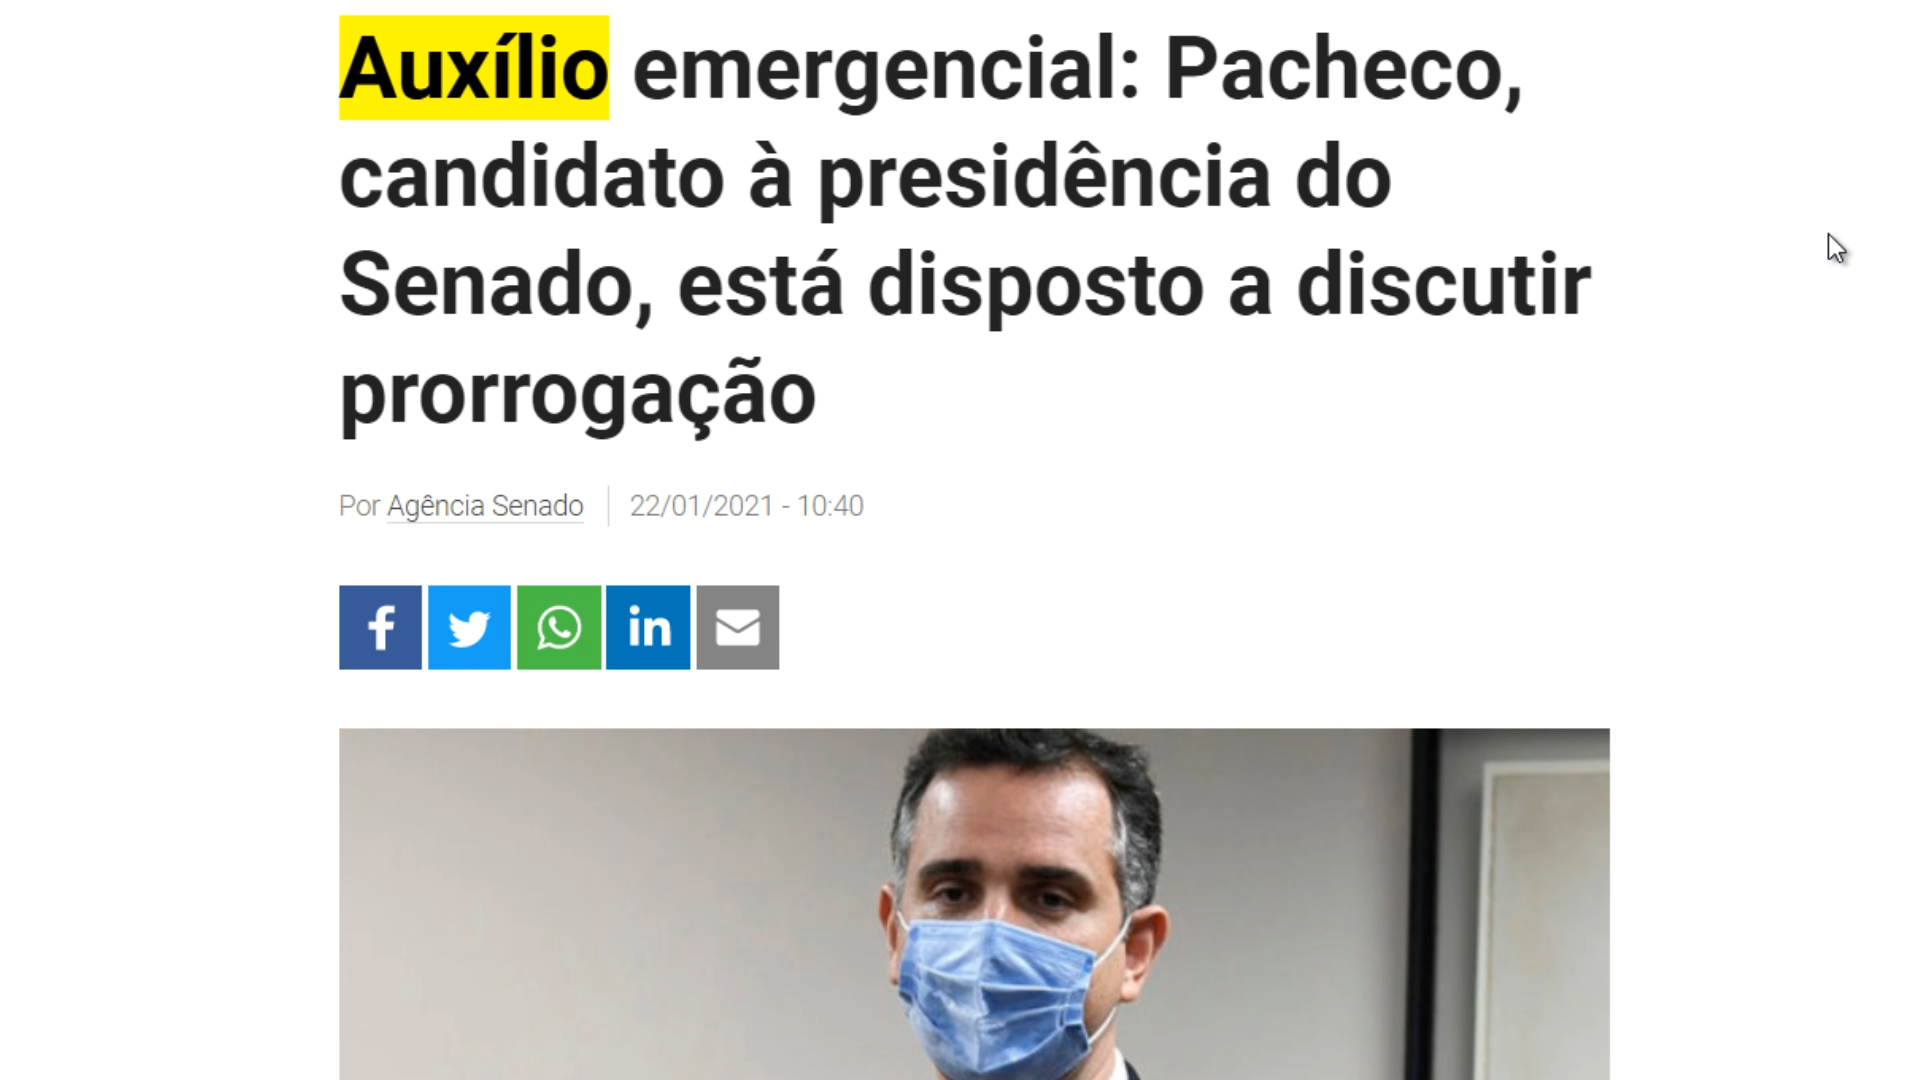 Auxílio emergencial: Pacheco,
candidato à presidência do
Senado, está disposto a discutir
prorrogação
Por Agência Senado 22/01/2021 - 10:40
f in